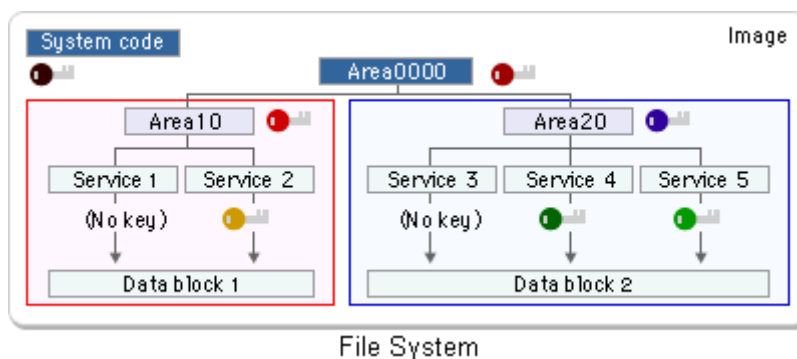 System code
Image
Area0000
Area10
Area20
Service 1
Service 2
Service 3
Service 4
Service 5
(No key)
(No key)
Data block 1
Data block 2
File System